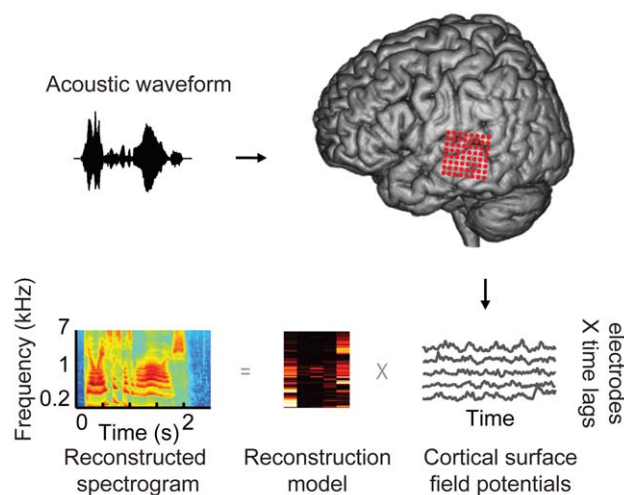 Acoustic waveform
Frequency (kHz)
7
1
0.2
0
Time (s)
2
=
X
Time
electrodes
X time lags
Reconstructed
spectrogram
Reconstruction
model
Cortical surface
field potentials